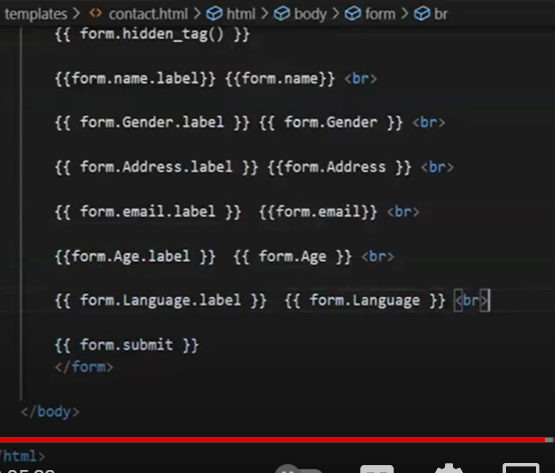 templates > <> contact.html > html > body > form > br
{{ form.hidden_tag() }}
{{form.name.label}} {{form.name}} <br>
{{ form.Gender.label }} {{ form.Gender }} <br>
{{ form.Address.label }} {{form.Address }} <br>
{{ form.email.label }}  {{form.email}} <br>
{{form.Age.label }}  {{ form.Age }} <br>
{{ form.Language.label }}  {{ form.Language }} <br>
{{ form.submit }}
</form>
</body>
/html>